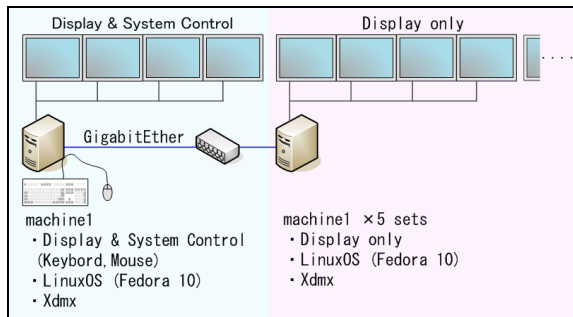 Display & System Control
Display only
‥‥
GigabitEther
machine1
・Display & System Control
(Keybord,Mouse)
・LinuxOS (Fedora 10)
・Xdmx
machine1 ×5 sets
・Display only
・LinuxOS (Fedora 10)
・Xdmx